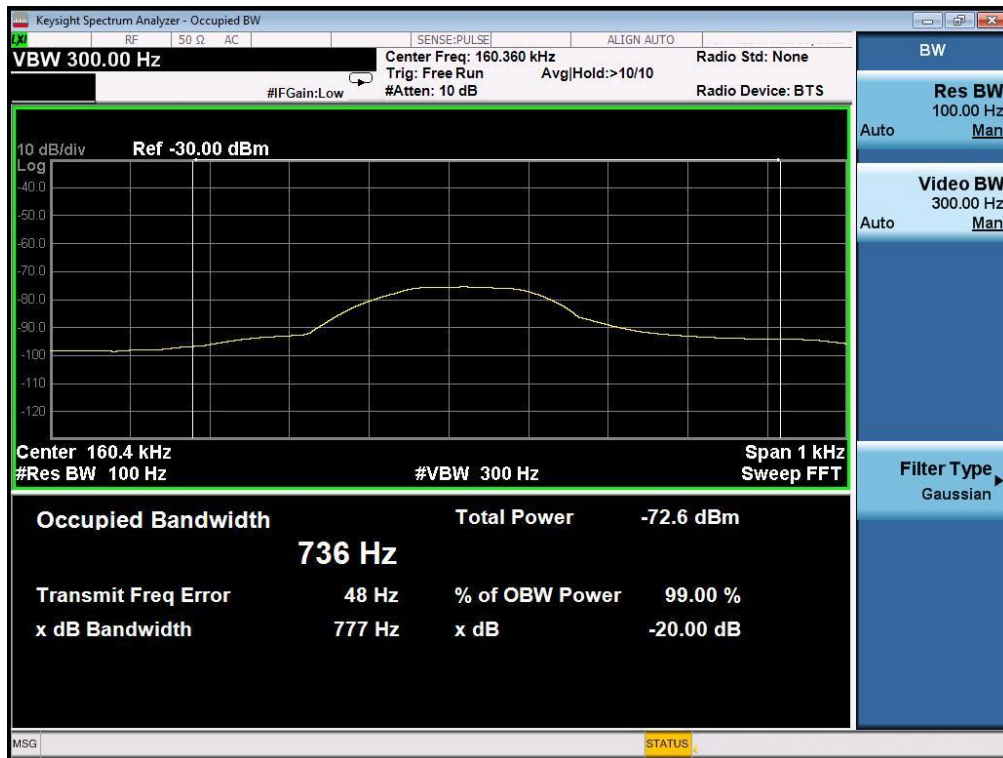 Keysight Spectrum Analyzer - Occupied BW
LXI RF 50 Ω AC SENSE:PULSE ALIGN AUTO
VBW 300.00 Hz
Center Freq: 160.360 kHz Radio Std: None
Trig: Free Run Avg|Hold:>10/10
#IFGain:Low #Atten: 10 dB Radio Device: BTS
10 dB/div Ref -30.00 dBm
Log
-40.0
-50.0
-60.0
-70.0
-80.0
-90.0
-100
-110
-120
Center 160.4 kHz Span 1 kHz
#Res BW 100 Hz #VBW 300 Hz Sweep FFT
Occupied Bandwidth Total Power -72.6 dBm
736 Hz
Transmit Freq Error 48 Hz % of OBW Power 99.00 %
x dB Bandwidth 777 Hz x dB -20.00 dB
MSG STATUS
BW
Res BW
100.00 Hz
Auto Man
Video BW
300.00 Hz
Auto Man
Filter Type
Gaussian